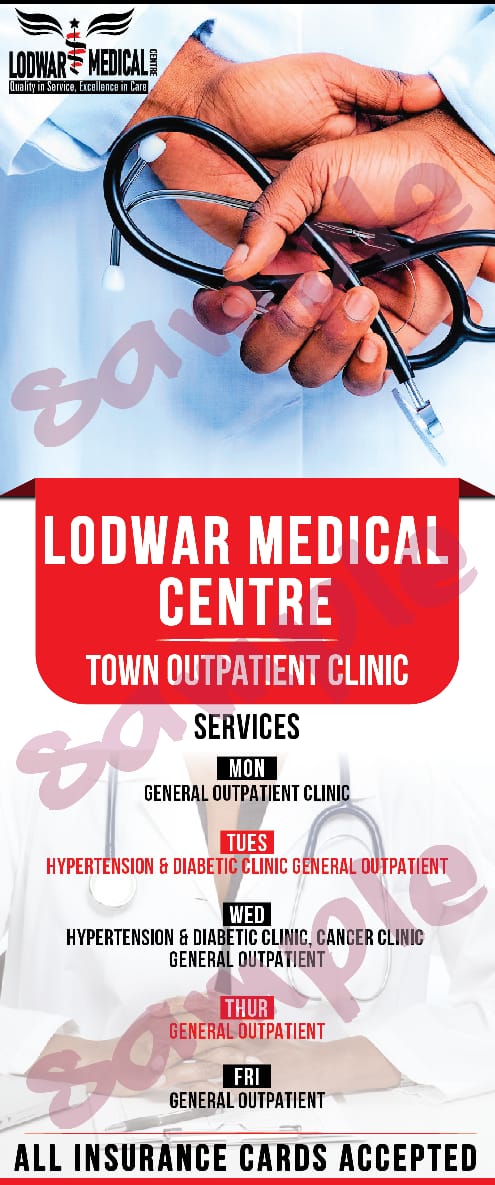 LODWAR MEDICAL CENTRE
Quality in Service, Excellence in Care
sample
LODWAR MEDICAL
CENTRE
TOWN OUTPATIENT CLINIC
sample
SERVICES
MON
GENERAL OUTPATIENT CLINIC
TUES
HYPERTENSION & DIABETIC CLINIC GENERAL OUTPATIENT
WED
HYPERTENSION & DIABETIC CLINIC, CANCER CLINIC
GENERAL OUTPATIENT
sample
THUR
GENERAL OUTPATIENT
FRI
GENERAL OUTPATIENT
ALL INSURANCE CARDS ACCEPTED